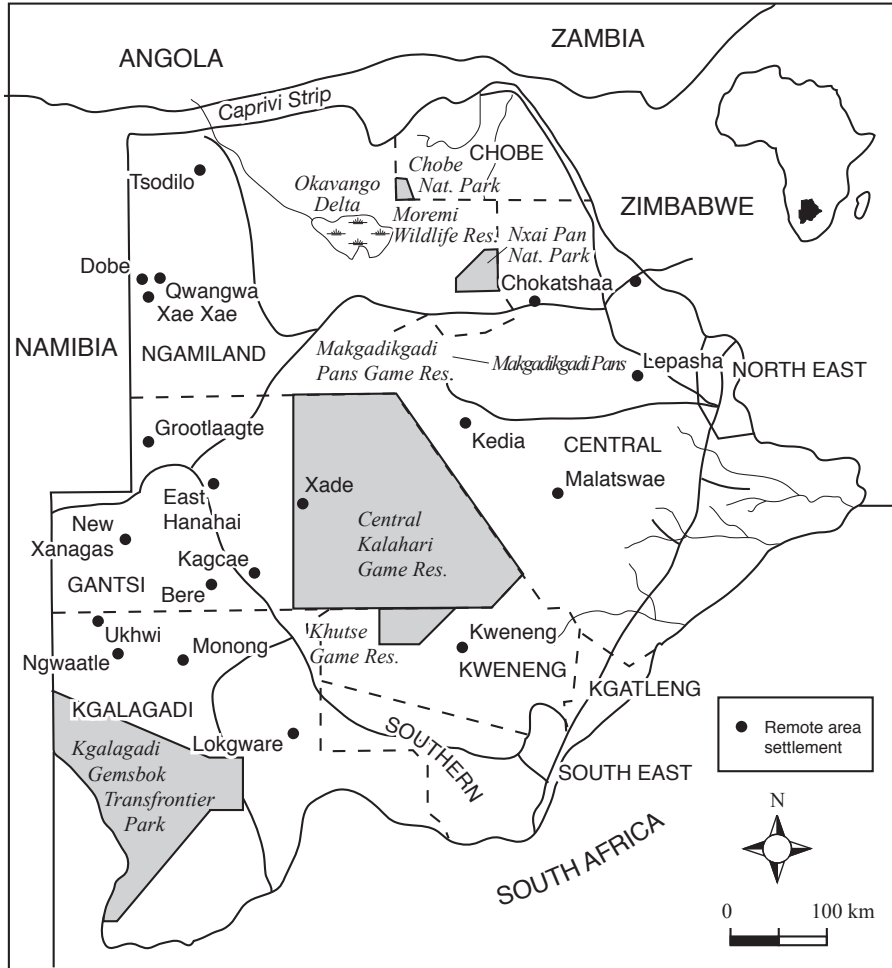 ZAMBIA
ANGOLA
Caprivi Strip
CHOBE
Chobe
Nat. Park
Tsodilo
Okavango
Delta
Moremi
Wildlife Res.
ZIMBABWE
Nxai Pan
Nat. Park
Dobe
Qwangwa
Xae Xae
Chokatshaa
NAMIBIA
NGAMILAND
Makgadikgadi
Pans Game Res.
Makgadikgadi Pans
Lepasha
NORTH EAST
Grootlaagte
Kedia
CENTRAL
East
Hanahai
Xade
Malatswae
New
Xanagas
Central
Kalahari
Game Res.
Kagcae
GANTSI
Bere
Ukhwi
Khutse
Game Res.
Kweneng
Ngwaatle
Monong
KWENENG
KGATLENG
KGALAGADI
Lokgware
SOUTHERN
Kgalagadi
Gemsbok
Transfrontier
Park
SOUTH EAST
SOUTH AFRICA
Remote area
settlement
N
0 100 km